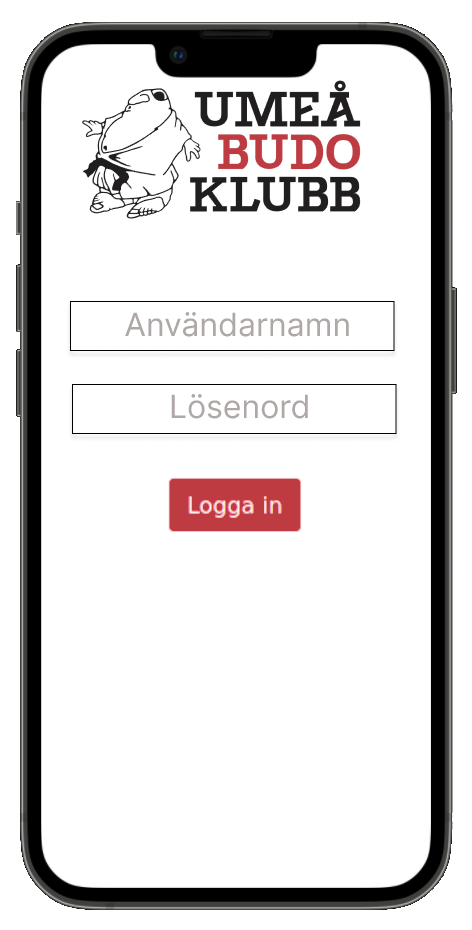 UMEÅ
BUDO
KLUBB
Användarnamn
Lösenord
Logga in